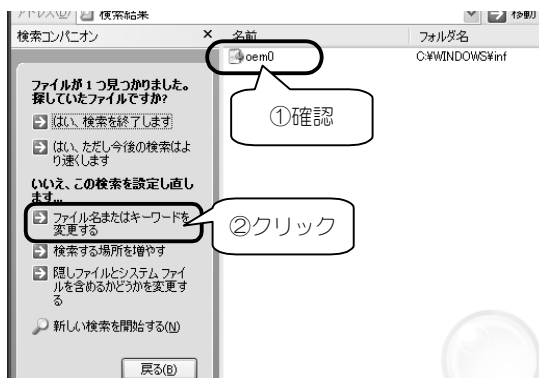 アドレス(D) 検索結果 移動
検索コンパニオン × 名前 フォルダ名
oem0 C:¥WINDOWS¥inf
ファイルが 1 つ見つかりました。
探していたファイルですか?
はい、検索を終了します
はい、ただし今後の検索はよ
り速くします
いいえ、この検索を設定し直し
ます...
ファイル名またはキーワードを
変更する
検索する場所を増やす
隠しファイルとシステム ファイ
ルを含めるかどうかを変更す
る
新しい検索を開始する(N)
戻る(B)
①確認
②クリック